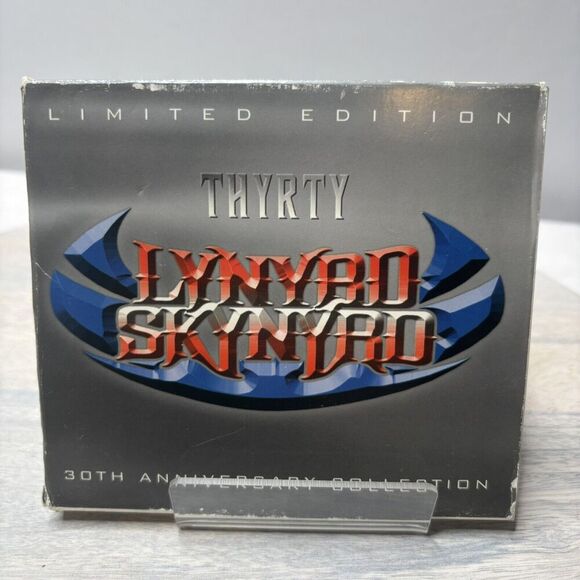 LIMITED EDITION
THYRTY
LYNYRD
SKYNYRD
30TH ANNIVERSARY COLLECTION